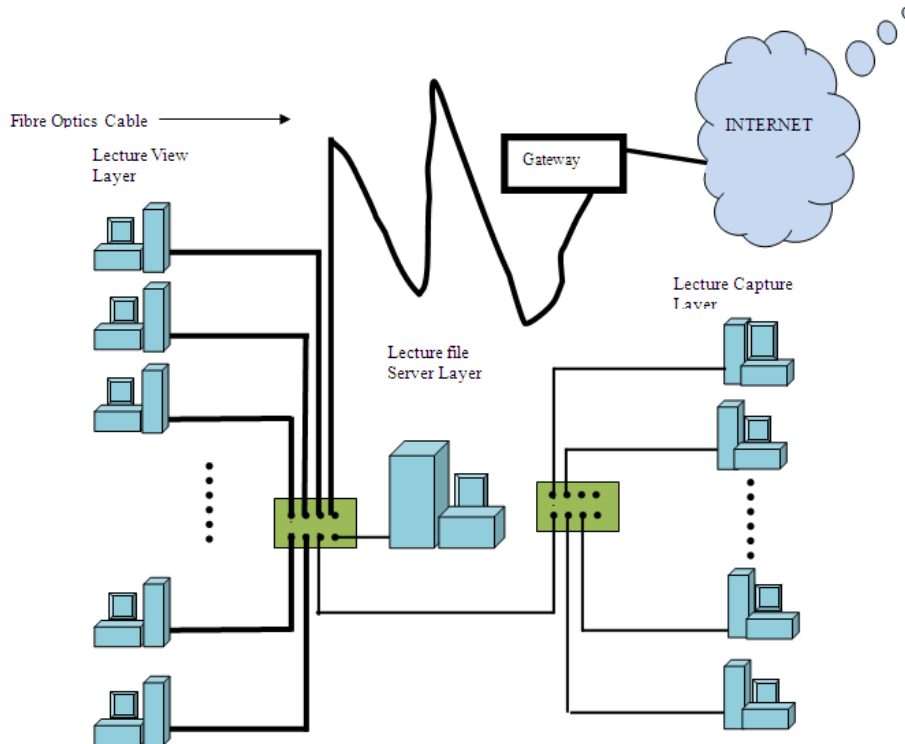 Fibre Optics Cable
Lecture View
Layer
Gateway
INTERNET
Lecture Capture
Layer
Lecture file
Server Layer